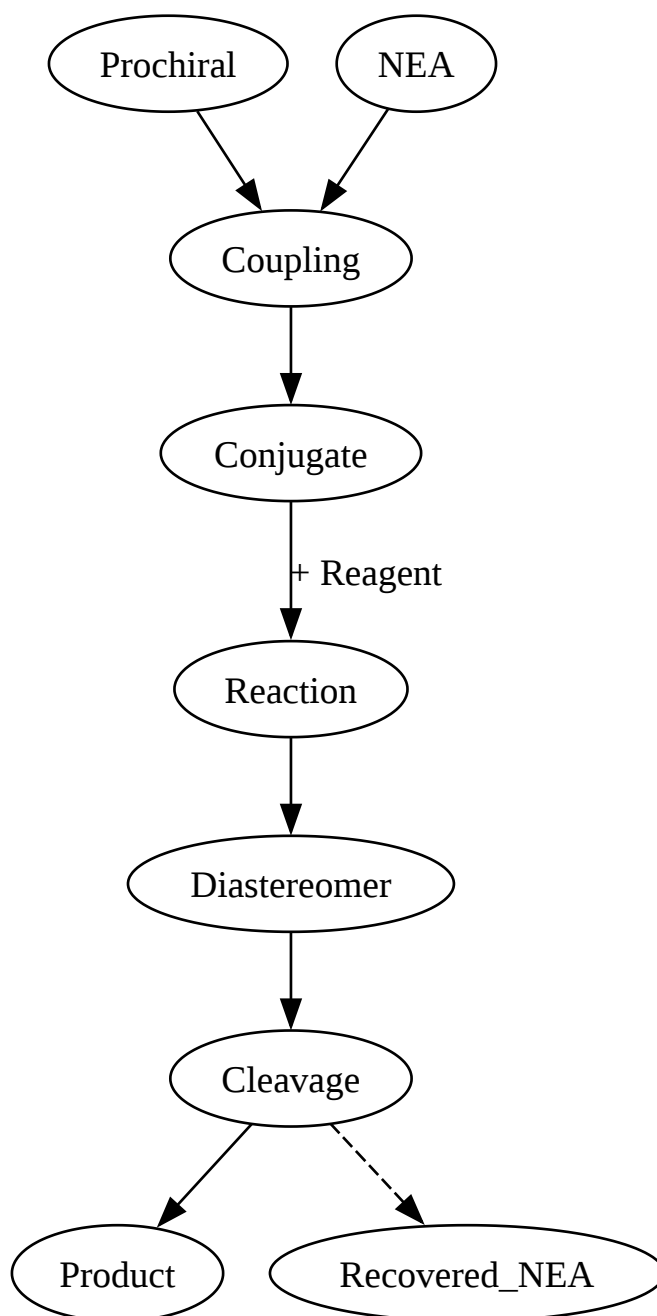 Prochiral NEA
Coupling
Conjugate
+ Reagent
Reaction
Diastereomer
Cleavage
Product Recovered_NEA